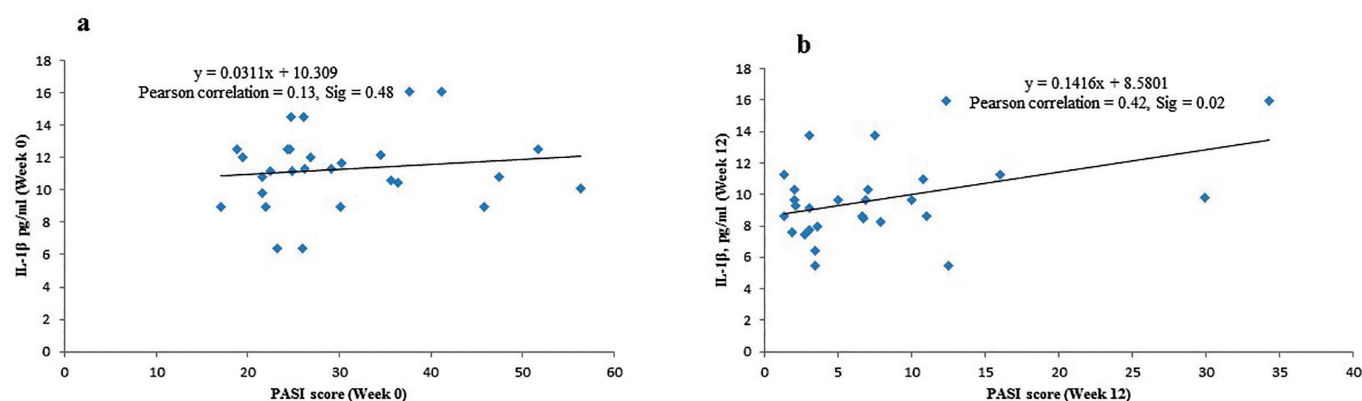 a
y = 0.0311x + 10.309
Pearson correlation = 0.13, Sig = 0.48
IL-1β pg/ml (Week 0)
18
16
14
12
10
8
6
4
2
0
0 10 20 30 40 50 60
PASI score (Week 0)
b
y = 0.1416x + 8.5801
Pearson correlation = 0.42, Sig = 0.02
IL-1β, pg/ml (Week 12)
18
16
14
12
10
8
6
4
2
0
0 5 10 15 20 25 30 35 40
PASI score (Week 12)